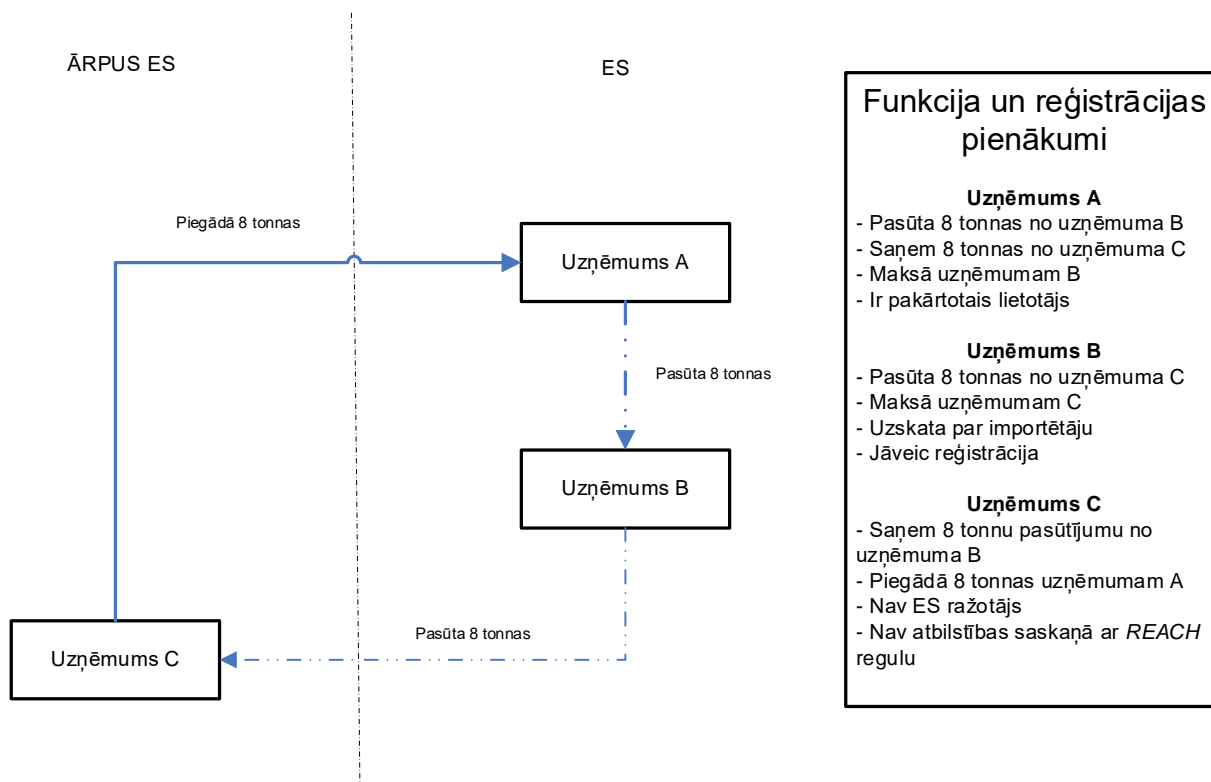 ĀRPUS ES
ES
Piegādā 8 tonnas
Uzņēmums A
Pasūta 8 tonnas
Uzņēmums B
Pasūta 8 tonnas
Uzņēmums C
Funkcija un reģistrācijas
pienākumi
Uzņēmums A
- Pasūta 8 tonnas no uzņēmuma B
- Saņem 8 tonnas no uzņēmuma C
- Maksā uzņēmumam B
- Ir pakārtotais lietotājs
Uzņēmums B
- Pasūta 8 tonnas no uzņēmuma C
- Maksā uzņēmumam C
- Uzskata par importētāju
- Jāveic reģistrācija
Uzņēmums C
- Saņem 8 tonnu pasūtījumu no
uzņēmuma B
- Piegādā 8 tonnas uzņēmumam A
- Nav ES ražotājs
- Nav atbilstības saskaņā ar REACH
regulu